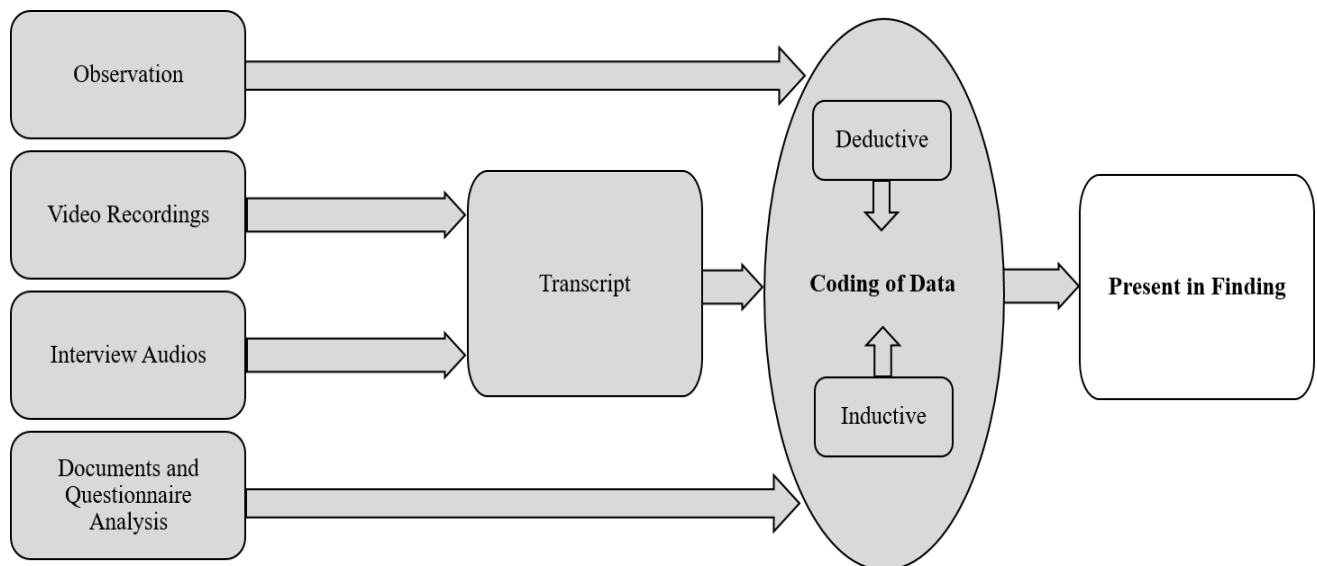 Observation
Video Recordings
Interview Audios
Documents and
Questionnaire
Analysis
Transcript
Deductive
Coding of Data
Inductive
Present in Finding